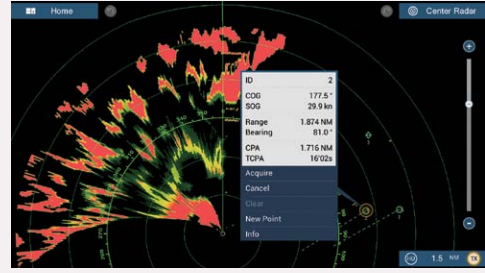 Home
Center Radar
ID 2
COG 177.5°
SOG 29.9 kn
Range 1.874 NM
Bearing 81.0°
CPA 1.716 NM
TCPA 16'02s
Acquire
Cancel
Clear
New Point
Info
HU 1.5 NM TX